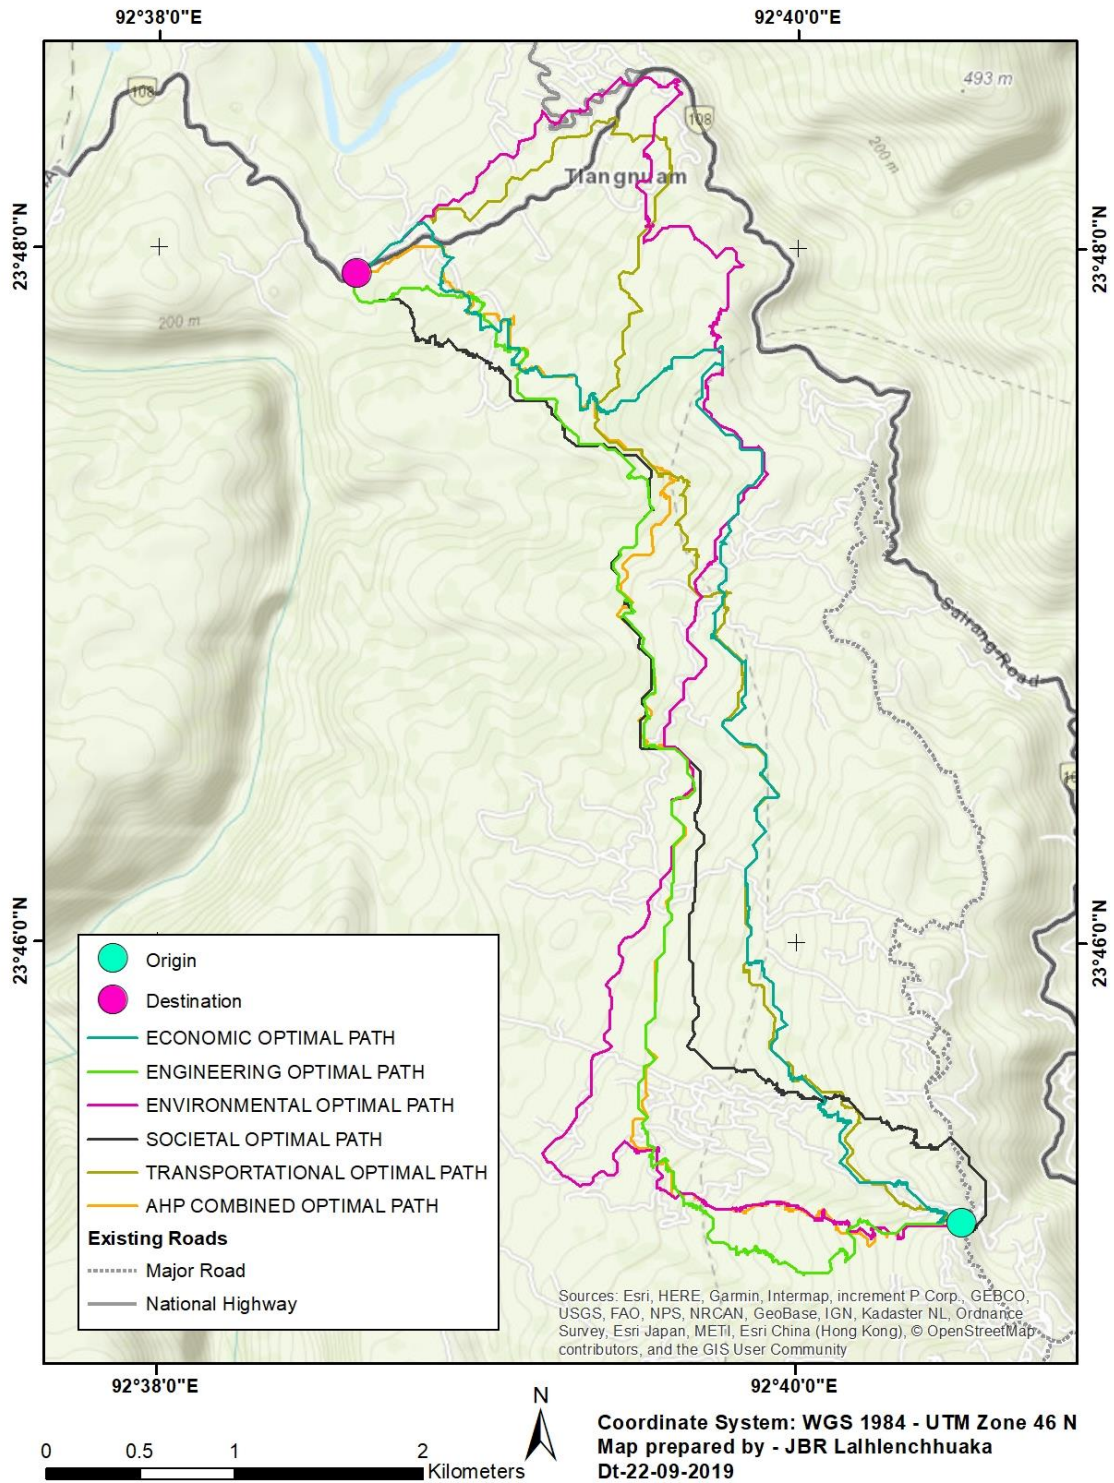 92°38'0"E
92°40'0"E
108
493 m
108
200 m
Tlangnuam
23°48'0"N
23°48'0"N
200 m
Sairang Road
23°46'0"N
23°46'0"N
Origin
Destination
ECONOMIC OPTIMAL PATH
ENGINEERING OPTIMAL PATH
ENVIRONMENTAL OPTIMAL PATH
SOCIETAL OPTIMAL PATH
TRANSPORTATIONAL OPTIMAL PATH
AHP COMBINED OPTIMAL PATH
Existing Roads
Major Road
National Highway
Sources: Esri, HERE, Garmin, Intermap, increment P Corp., GEBCO,
USGS, FAO, NPS, NRCAN, GeoBase, IGN, Kadaster NL, Ordnance
Survey, Esri Japan, METI, Esri China (Hong Kong), © OpenStreetMap
contributors, and the GIS User Community
92°38'0"E
92°40'0"E
N
0 0.5 1 2
Kilometers
Coordinate System: WGS 1984 - UTM Zone 46 N
Map prepared by - JBR Lalhlenchhuaka
Dt-22-09-2019